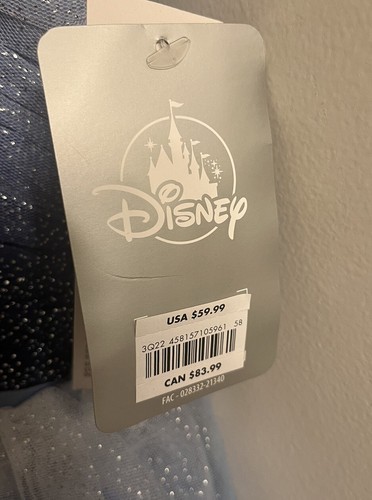 Disney
USA $59.99
3Q22 458157105961 58
CAN $83.99
FAC - 028332-21340